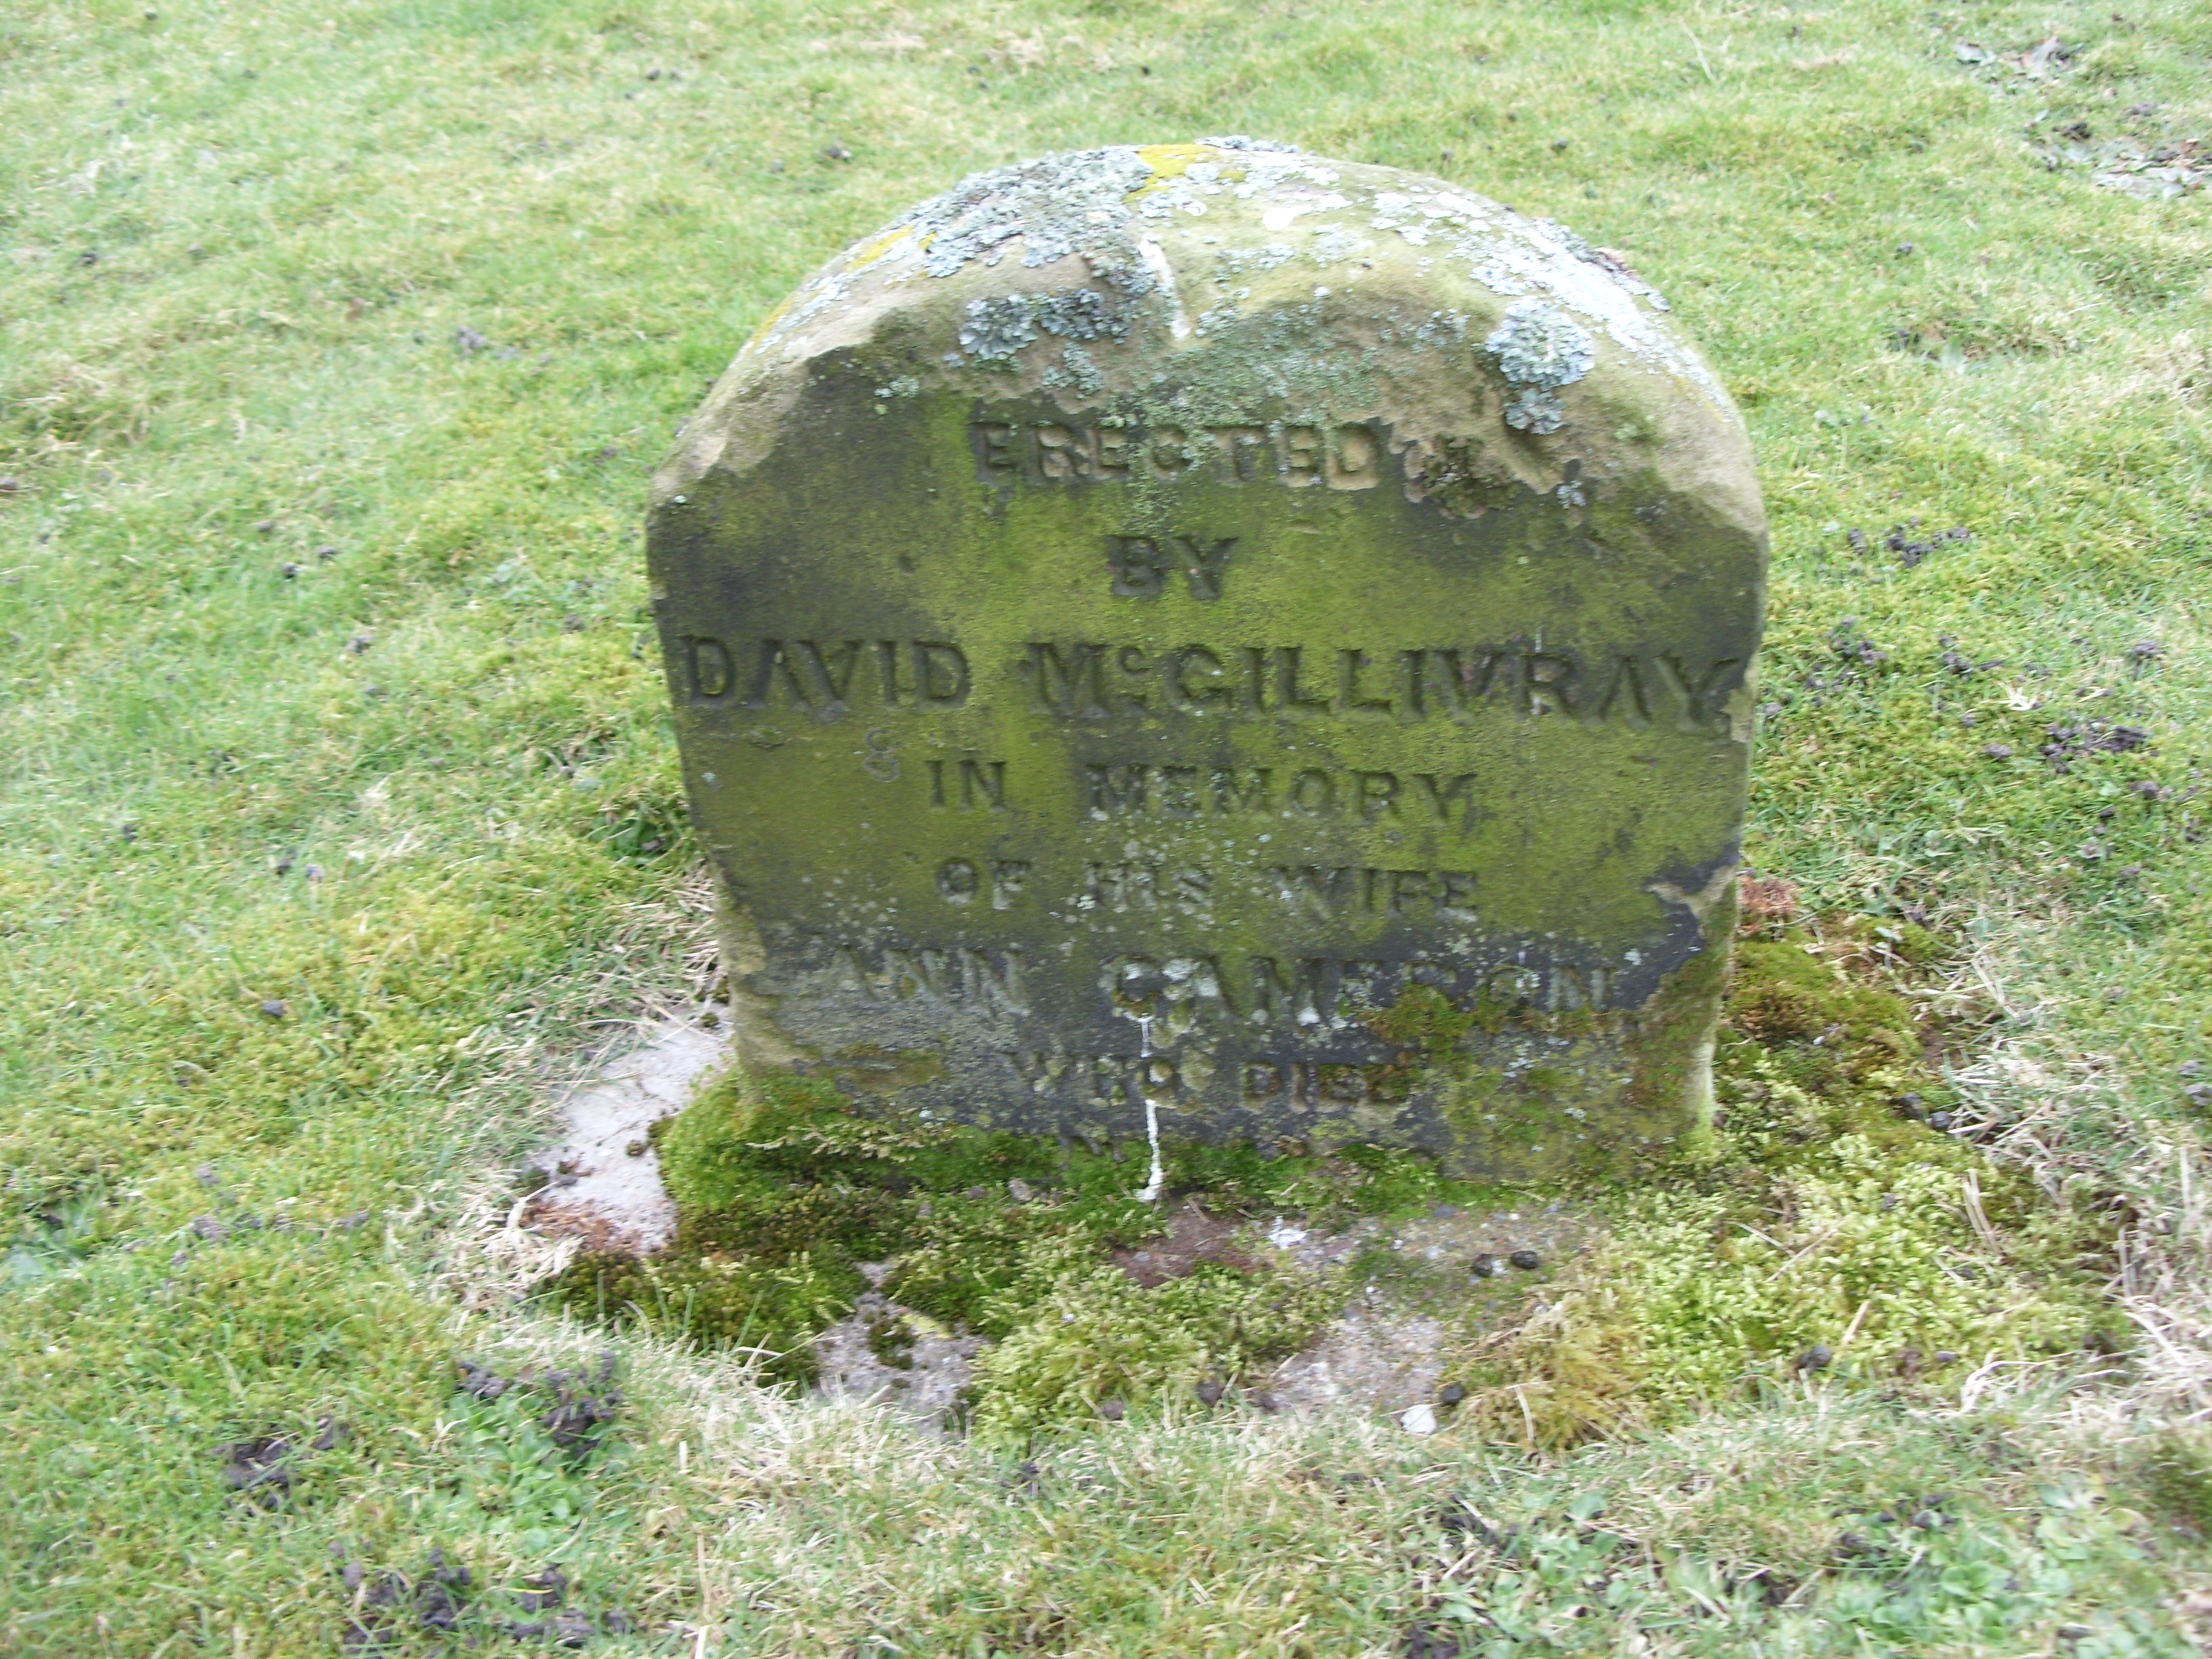 ERECTED
BY
DAVID McGILLIVRAY
IN MEMORY
OF HIS WIFE
ANN CAMERON
WHO DIED